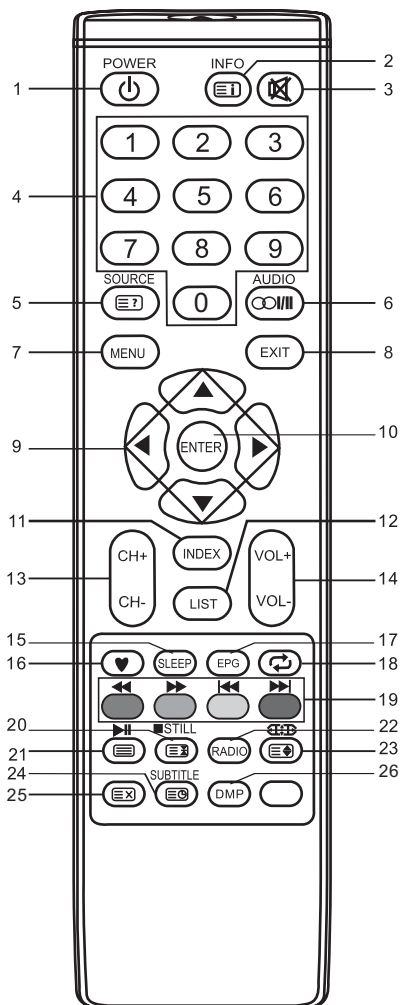 POWER INFO 2
1 i 3
1 2 3
4 4 5 6
7 8 9
SOURCE AUDIO
5 ? 0 I/II 6
7 MENU EXIT 8
9 ENTER 10
11 12
INDEX
13 CH+ VOL+ 14
CH- LIST VOL-
15 17
16 SLEEP EPG 18
19
20 STILL 22
21 RADIO 23
24 SUBTITLE 26
25 X DMP